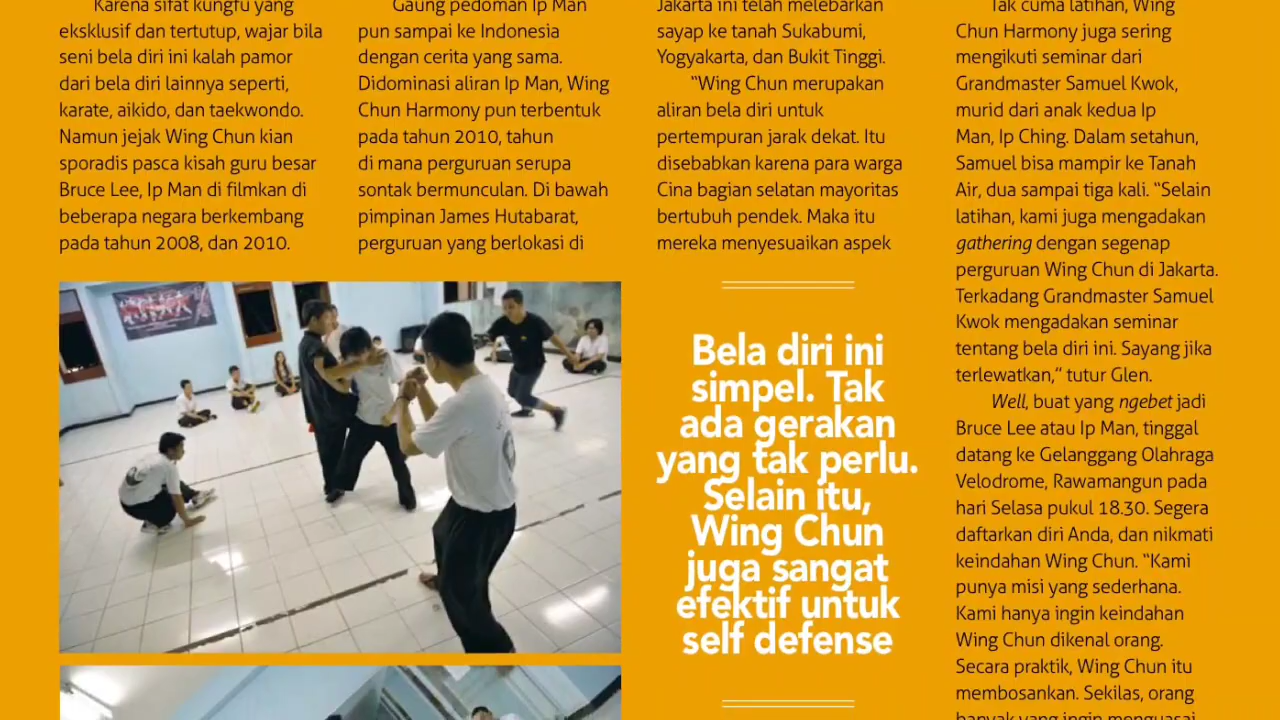 Karena sifat kungfu yang
eksklusif dan tertutup, wajar bila
seni bela diri ini kalah pamor
dari bela diri lainnya seperti,
karate, aikido, dan taekwondo.
Namun jejak Wing Chun kian
sporadis pasca kisah guru besar
Bruce Lee, Ip Man di filmkan di
beberapa negara berkembang
pada tahun 2008, dan 2010.
Gaung pedoman Ip Man
pun sampai ke Indonesia
dengan cerita yang sama.
Didominasi aliran Ip Man, Wing
Chun Harmony pun terbentuk
pada tahun 2010, tahun
di mana perguruan serupa
sontak bermunculan. Di bawah
pimpinan James Hutabarat,
perguruan yang berlokasi di
Jakarta ini telah melebarkan
sayap ke tanah Sukabumi,
Yogyakarta, dan Bukit Tinggi.
“Wing Chun merupakan
aliran bela diri untuk
pertempuran jarak dekat. Itu
disebabkan karena para warga
Cina bagian selatan mayoritas
bertubuh pendek. Maka itu
mereka menyesuaikan aspek
Bela diri ini
simpel. Tak
ada gerakan
yang tak perlu.
Selain itu,
Wing Chun
juga sangat
efektif untuk
self defense
Tak cuma latihan, Wing
Chun Harmony juga sering
mengikuti seminar dari
Grandmaster Samuel Kwok,
murid dari anak kedua Ip
Man, Ip Ching. Dalam setahun,
Samuel bisa mampir ke Tanah
Air, dua sampai tiga kali. “Selain
latihan, kami juga mengadakan
gathering dengan segenap
perguruan Wing Chun di Jakarta.
Terkadang Grandmaster Samuel
Kwok mengadakan seminar
tentang bela diri ini. Sayang jika
terlewatkan,“ tutur Glen.
Well, buat yang ngebet jadi
Bruce Lee atau Ip Man, tinggal
datang ke Gelanggang Olahraga
Velodrome, Rawamangun pada
hari Selasa pukul 18.30. Segera
daftarkan diri Anda, dan nikmati
keindahan Wing Chun. “Kami
punya misi yang sederhana.
Kami hanya ingin keindahan
Wing Chun dikenal orang.
Secara praktik, Wing Chun itu
membosankan. Sekilas, orang
banyak yang ingin menguasai